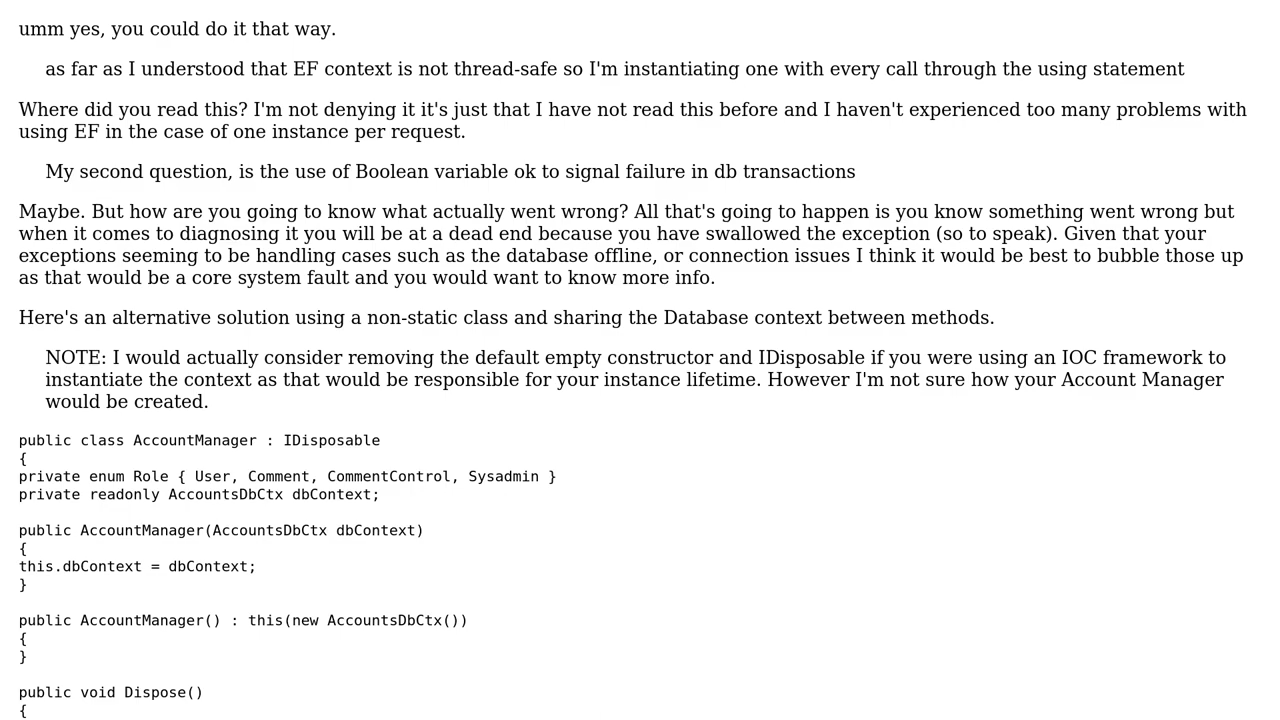 umm yes, you could do it that way.
as far as I understood that EF context is not thread-safe so I'm instantiating one with every call through the using statement
Where did you read this? I'm not denying it it's just that I have not read this before and I haven't experienced too many problems with
using EF in the case of one instance per request.
My second question, is the use of Boolean variable ok to signal failure in db transactions
Maybe. But how are you going to know what actually went wrong? All that's going to happen is you know something went wrong but
when it comes to diagnosing it you will be at a dead end because you have swallowed the exception (so to speak). Given that your
exceptions seeming to be handling cases such as the database offline, or connection issues I think it would be best to bubble those up
as that would be a core system fault and you would want to know more info.
Here's an alternative solution using a non-static class and sharing the Database context between methods.
NOTE: I would actually consider removing the default empty constructor and IDisposable if you were using an IOC framework to
instantiate the context as that would be responsible for your instance lifetime. However I'm not sure how your Account Manager
would be created.
public class AccountManager : IDisposable
{
private enum Role { User, Comment, CommentControl, Sysadmin }
private readonly AccountsDbCtx dbContext;
public AccountManager(AccountsDbCtx dbContext)
{
this.dbContext = dbContext;
}
public AccountManager() : this(new AccountsDbCtx())
{
}
public void Dispose()
{